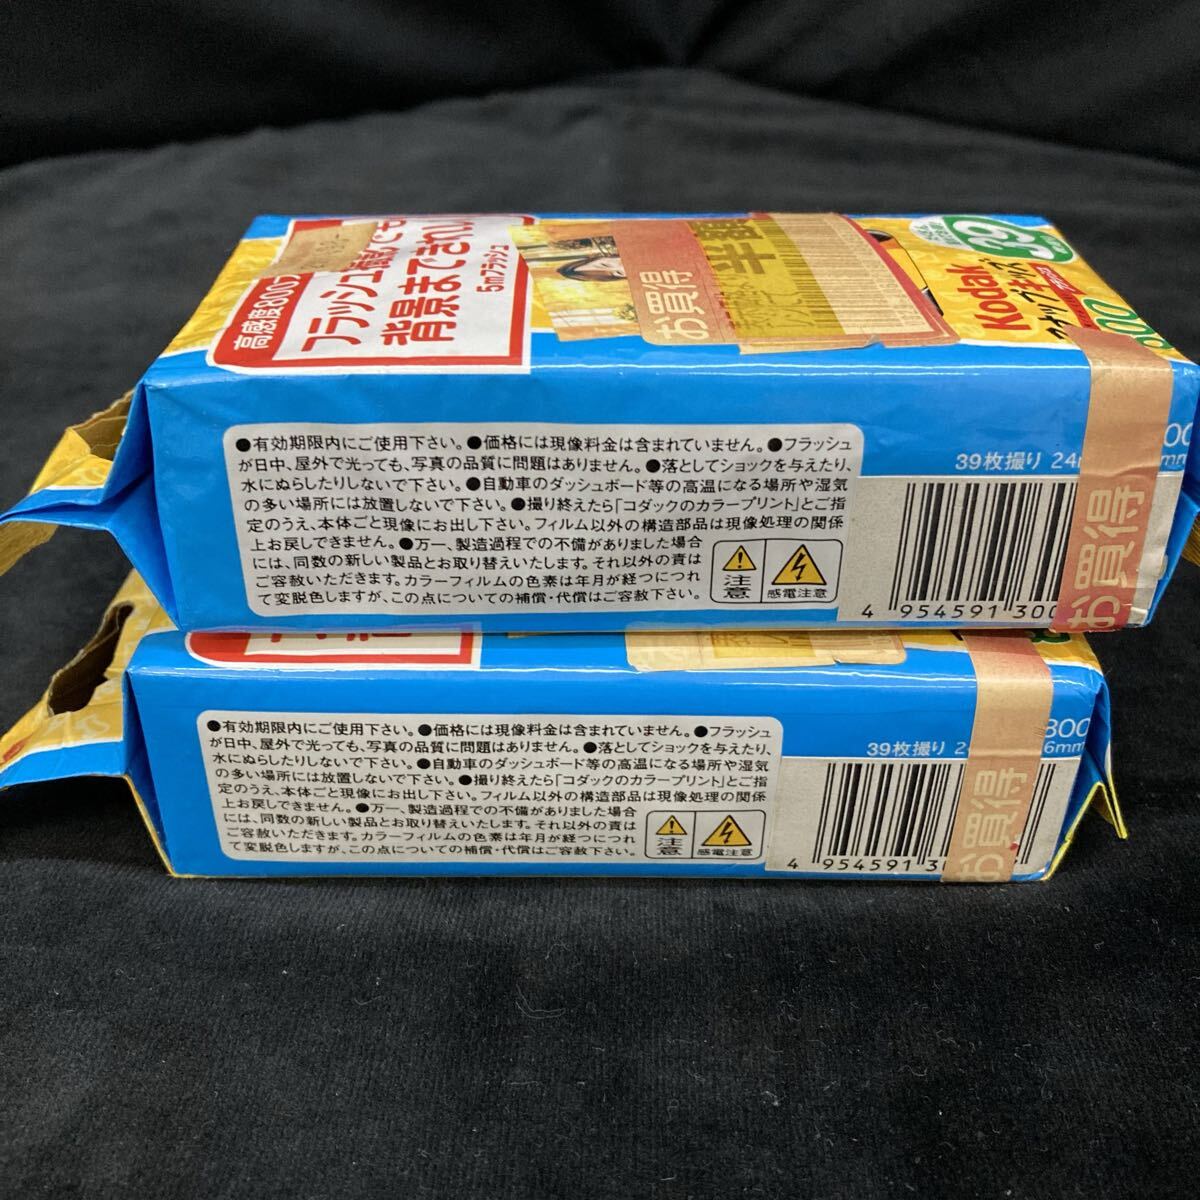 高感度800で
フラッシュ撮影でも
背景まできれい
5mフラッシュ
お買得
半額
39
Kodak
スナップキッズ
800
●有効期限内にご使用下さい。●価格には現像料金は含まれていません。●フラッシュ
が日中、屋外で光っても、写真の品質に問題はありません。●落としてショックを与えたり、
水にぬらしたりしないで下さい。●自動車のダッシュボード等の高温になる場所や湿気
の多い場所には放置しないで下さい。●撮り終えたら「コダックのカラープリント」とご指
定のうえ、本体ごと現像にお出し下さい。フィルム以外の構造部品は現像処理の関係
上お戻しできません。●万一、製造過程での不備がありました場合
には、同数の新しい製品とお取り替えいたします。それ以外の責は
ご容赦いただきます。カラーフィルムの色素は年月が経つにつれ
て変脱色しますが、この点についての補償・代償はご容赦下さい。
注意
感電注意
39枚撮り 24m
4 954591 300
お買得
●有効期限内にご使用下さい。●価格には現像料金は含まれていません。●フラッシュ
が日中、屋外で光っても、写真の品質に問題はありません。●落としてショックを与えたり、
水にぬらしたりしないで下さい。●自動車のダッシュボード等の高温になる場所や湿気
の多い場所には放置しないで下さい。●撮り終えたら「コダックのカラープリント」とご指
定のうえ、本体ごと現像にお出し下さい。フィルム以外の構造部品は現像処理の関係
上お戻しできません。●万一、製造過程での不備がありました場合
には、同数の新しい製品とお取り替えいたします。それ以外の責は
ご容赦いただきます。カラーフィルムの色素は年月が経つにつれ
て変脱色しますが、この点についての補償・代償はご容赦下さい。
注意
感電注意
800
39枚撮り 2 6mm
4 954591 3
お買得